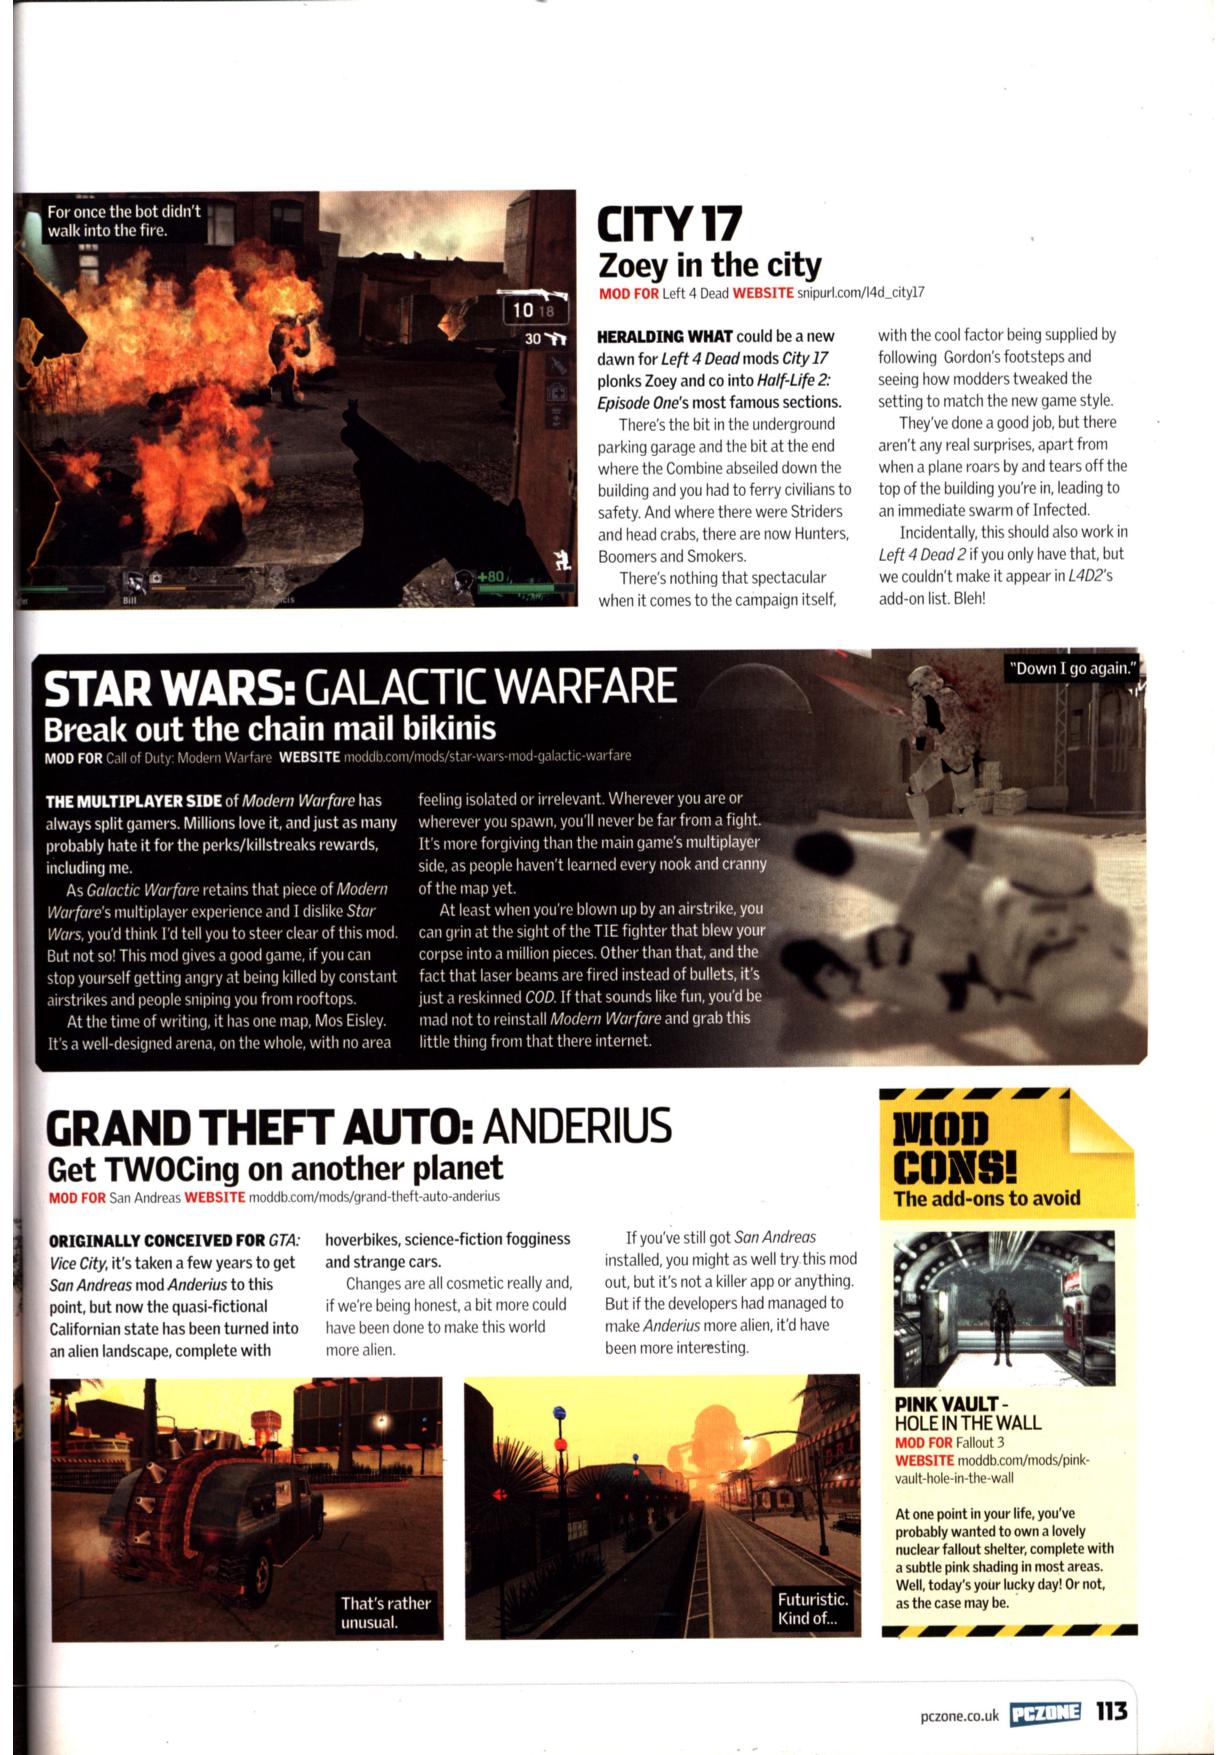 For once the bot didn't
walk into the fire.
10 18
30
+80
Bill
CITY 17
Zoey in the city
MOD FOR Left 4 Dead WEBSITE snipurl.com/l4d_city17
HERALDING WHAT could be a new
dawn for Left 4 Dead mods City 17
plonks Zoey and co into Half-Life 2:
Episode One's most famous sections.
There's the bit in the underground
parking garage and the bit at the end
where the Combine abseiled down the
building and you had to ferry civilians to
safety. And where there were Striders
and head crabs, there are now Hunters,
Boomers and Smokers.
There's nothing that spectacular
when it comes to the campaign itself,
with the cool factor being supplied by
following Gordon's footsteps and
seeing how modders tweaked the
setting to match the new game style.
They've done a good job, but there
aren't any real surprises, apart from
when a plane roars by and tears off the
top of the building you're in, leading to
an immediate swarm of Infected.
Incidentally, this should also work in
Left 4 Dead 2 if you only have that, but
we couldn't make it appear in L4D2's
add-on list. Bleh!
STAR WARS: GALACTIC WARFARE
Break out the chain mail bikinis
MOD FOR Call of Duty: Modern Warfare WEBSITE moddb.com/mods/star-wars-mod-galactic-warfare
"Down I go again."
THE MULTIPLAYER SIDE of Modern Warfare has
always split gamers. Millions love it, and just as many
probably hate it for the perks/killstreaks rewards,
including me.
As Galactic Warfare retains that piece of Modern
Warfare's multiplayer experience and I dislike Star
Wars, you'd think I'd tell you to steer clear of this mod.
But not so! This mod gives a good game, if you can
stop yourself getting angry at being killed by constant
airstrikes and people sniping you from rooftops.
At the time of writing, it has one map, Mos Eisley.
It's a well-designed arena, on the whole, with no area
feeling isolated or irrelevant. Wherever you are or
wherever you spawn, you'll never be far from a fight.
It's more forgiving than the main game's multiplayer
side, as people haven't learned every nook and cranny
of the map yet.
At least when you're blown up by an airstrike, you
can grin at the sight of the TIE fighter that blew your
corpse into a million pieces. Other than that, and the
fact that laser beams are fired instead of bullets, it's
just a reskinned COD. If that sounds like fun, you'd be
mad not to reinstall Modern Warfare and grab this
little thing from that there internet.
GRAND THEFT AUTO: ANDERIUS
Get TWOCing on another planet
MOD FOR San Andreas WEBSITE moddb.com/mods/grand-theft-auto-anderius
ORIGINALLY CONCEIVED FOR GTA:
Vice City, it's taken a few years to get
San Andreas mod Anderius to this
point, but now the quasi-fictional
Californian state has been turned into
an alien landscape, complete with
hoverbikes, science-fiction fogginess
and strange cars.
Changes are all cosmetic really and,
if we're being honest, a bit more could
have been done to make this world
more alien.
If you've still got San Andreas
installed, you might as well try this mod
out, but it's not a killer app or anything.
But if the developers had managed to
make Anderius more alien, it'd have
been more interesting.
That's rather
unusual.
Futuristic.
Kind of...
MOD
CONS!
The add-ons to avoid
PINK VAULT -
HOLE IN THE WALL
MOD FOR Fallout 3
WEBSITE moddb.com/mods/pink-
vault-hole-in-the-wall
At one point in your life, you've
probably wanted to own a lovely
nuclear fallout shelter, complete with
a subtle pink shading in most areas.
Well, today's your lucky day! Or not,
as the case may be.
pczone.co.uk PCZONE 113